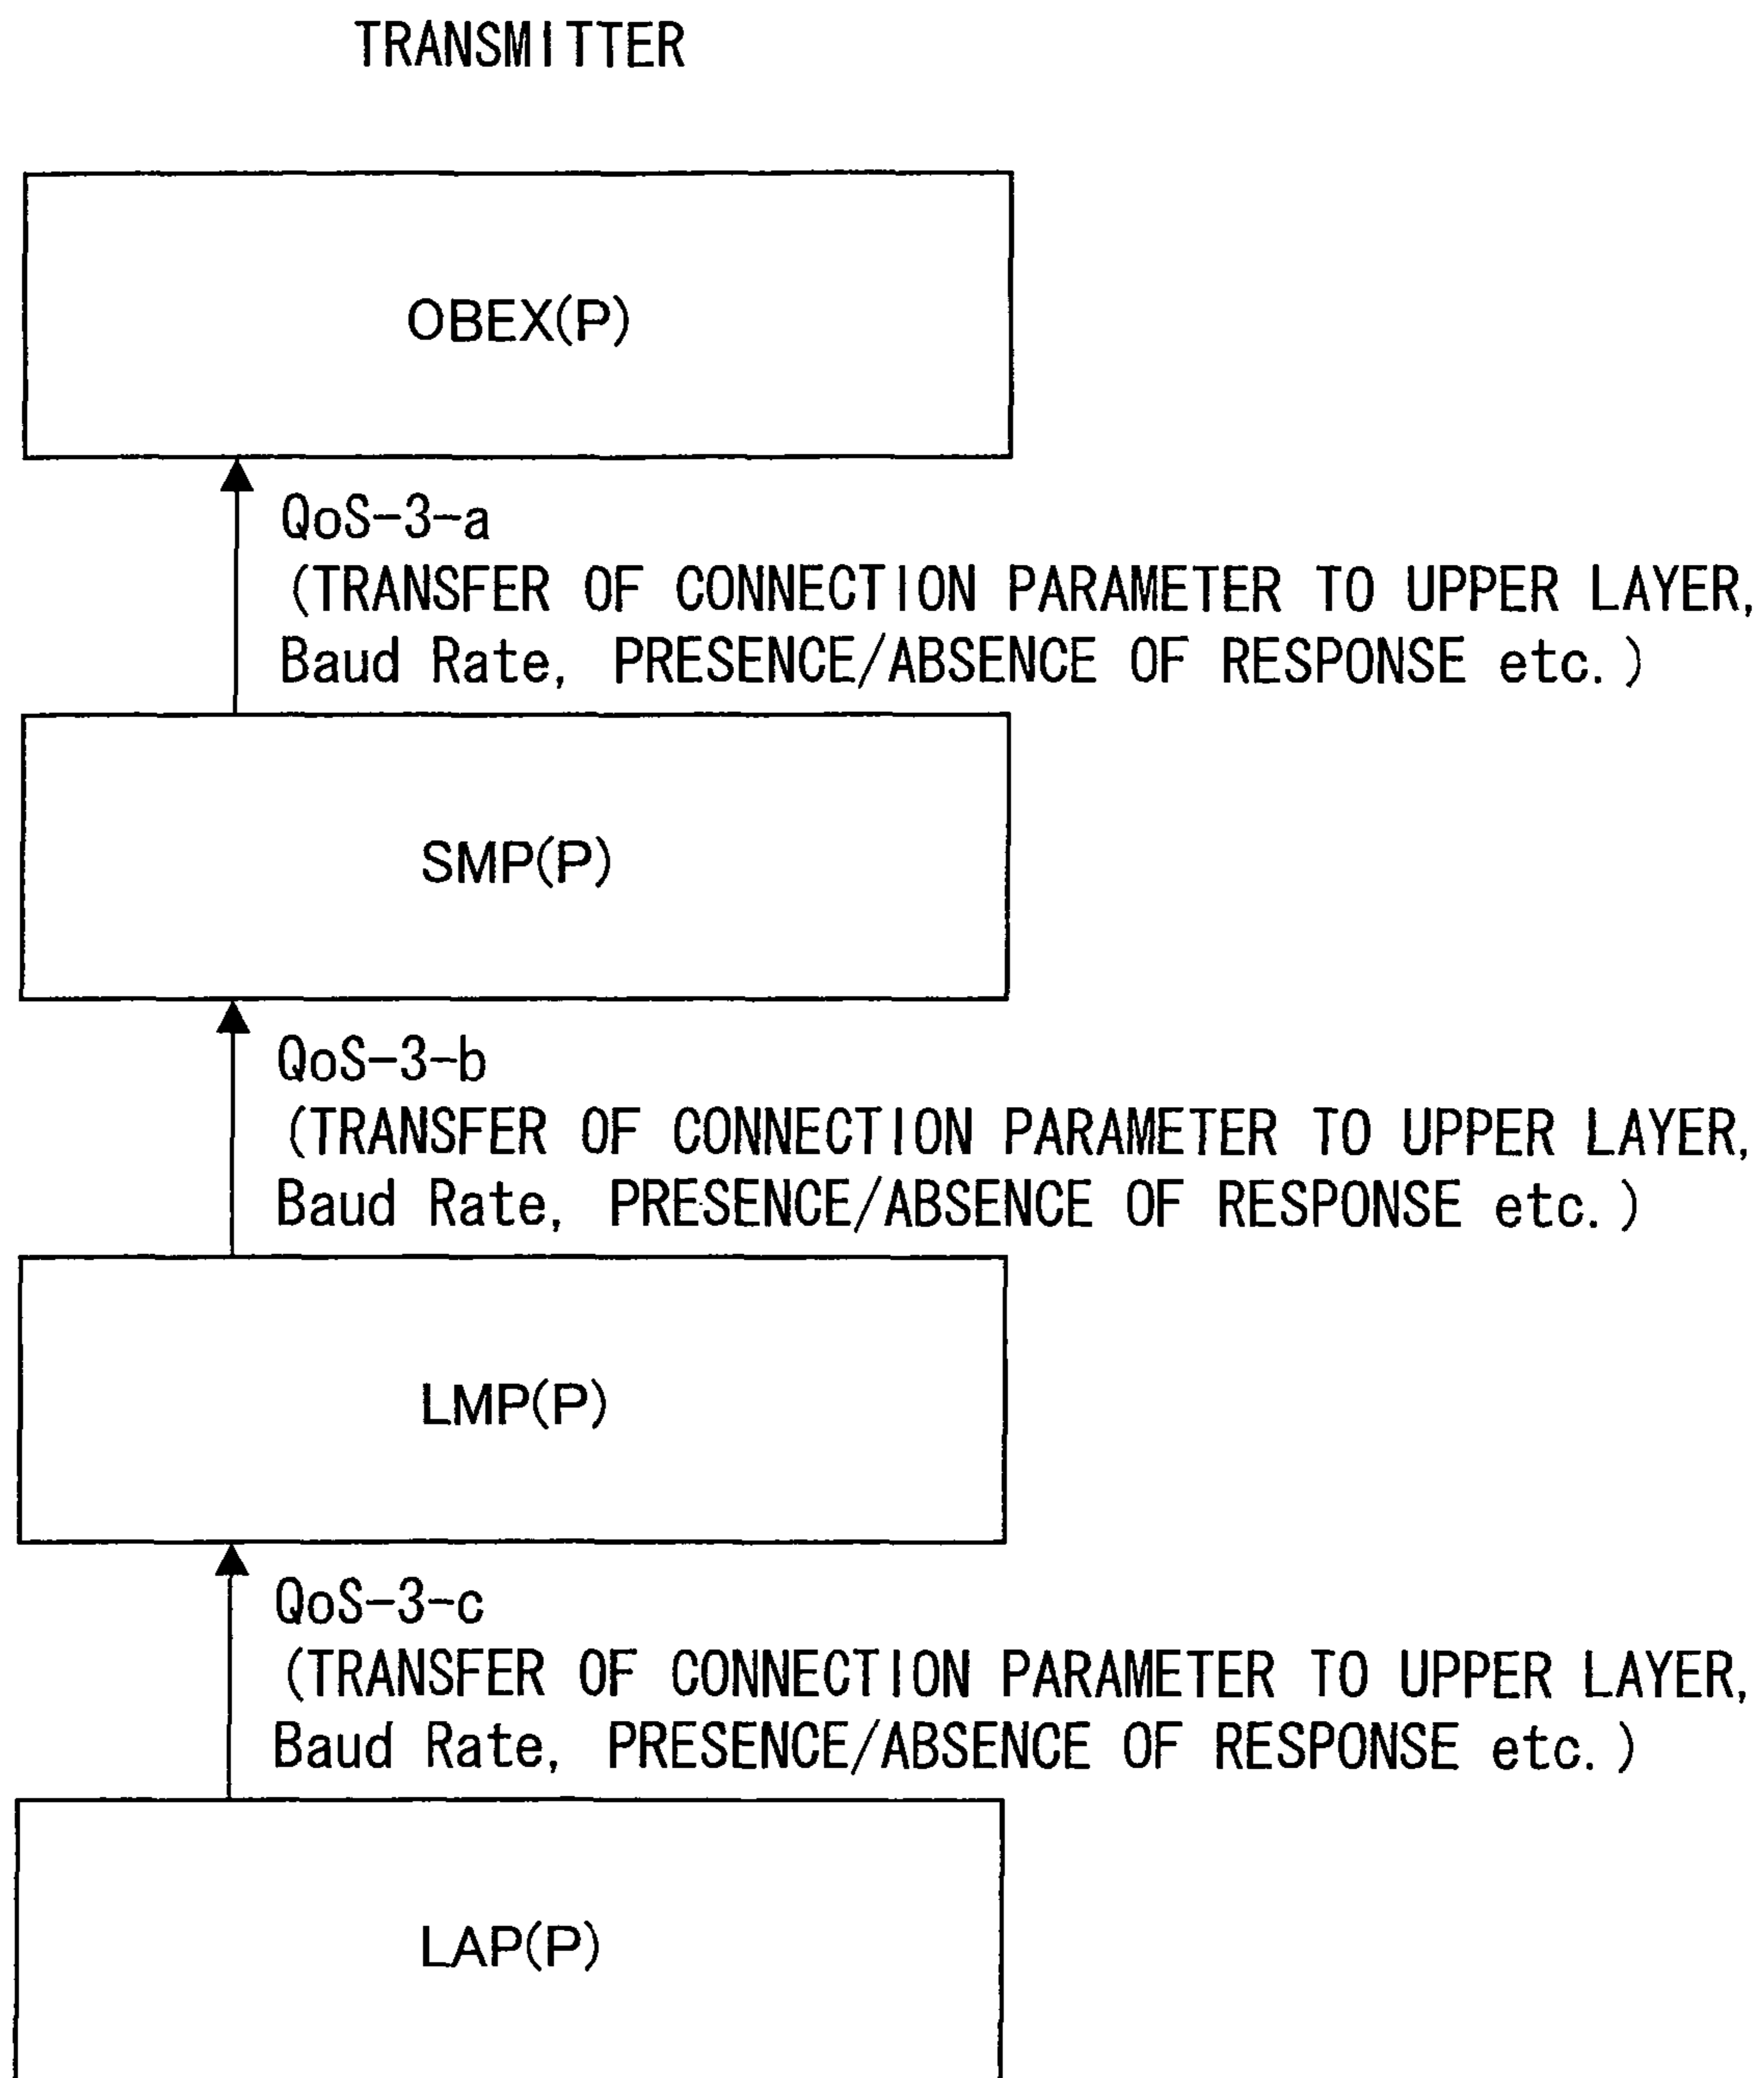 TRANSMITTER
OBEX(P)
QoS-3-a
(TRANSFER OF CONNECTION PARAMETER TO UPPER LAYER,
Baud Rate, PRESENCE/ABSENCE OF RESPONSE etc.)
SMP(P)
QoS-3-b
(TRANSFER OF CONNECTION PARAMETER TO UPPER LAYER,
Baud Rate, PRESENCE/ABSENCE OF RESPONSE etc.)
LMP(P)
QoS-3-c
(TRANSFER OF CONNECTION PARAMETER TO UPPER LAYER,
Baud Rate, PRESENCE/ABSENCE OF RESPONSE etc.)
LAP(P)